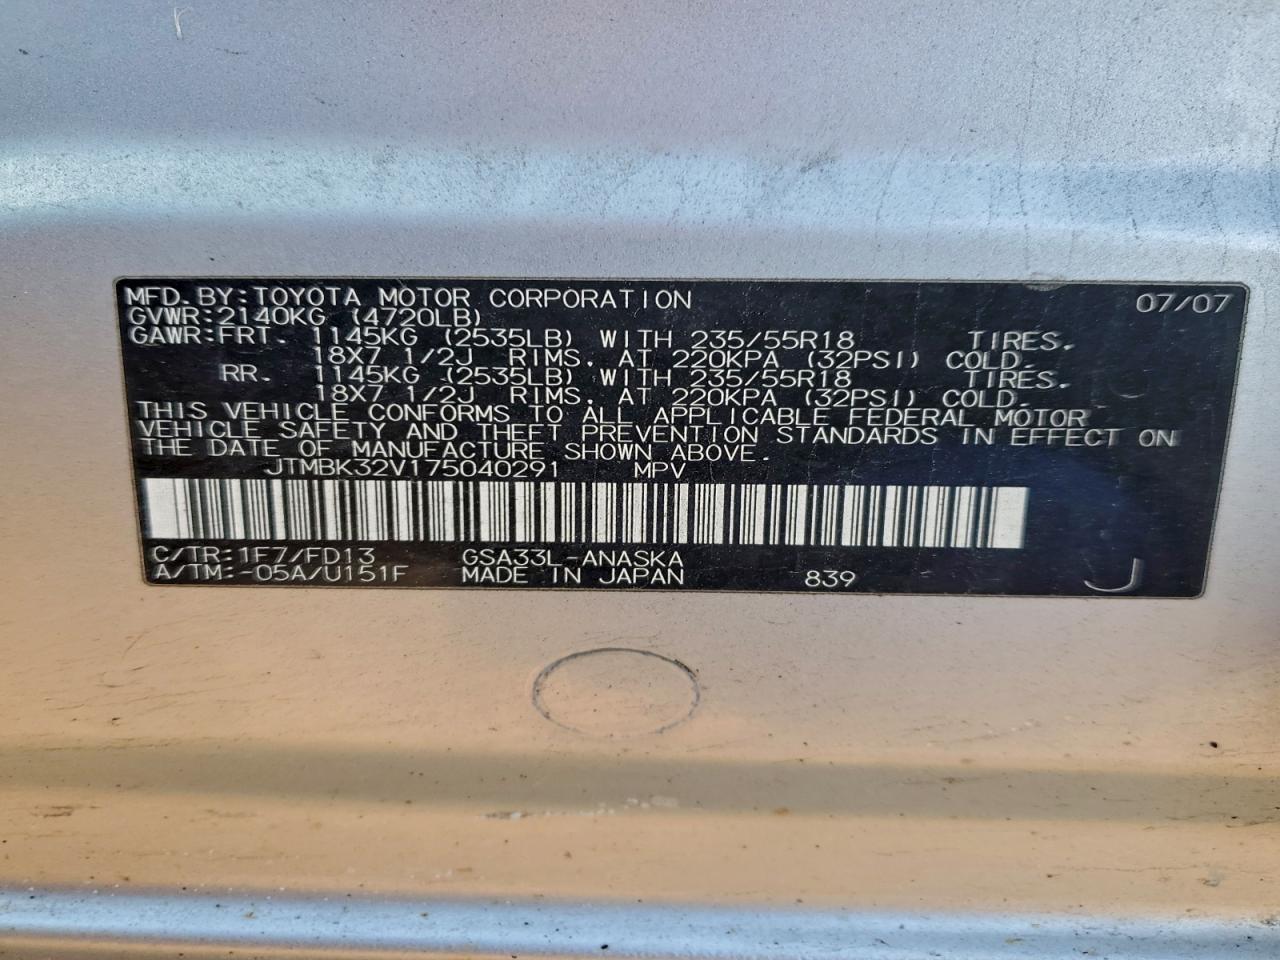 MFD. BY: TOYOTA MOTOR CORPORATION 07/07
GVWR: 2140KG (4720LB)
GAWR: FRT. 1145KG (2535LB) WITH 235/55R18 TIRES.
18X7 1/2J RIMS. AT 220KPA (32PSI) COLD.
RR. 1145KG (2535LB) WITH 235/55R18 TIRES.
18X7 1/2J RIMS. AT 220KPA (32PSI) COLD.
THIS VEHICLE CONFORMS TO ALL APPLICABLE FEDERAL MOTOR
VEHICLE SAFETY AND THEFT PREVENTION STANDARDS IN EFFECT ON
THE DATE OF MANUFACTURE SHOWN ABOVE.
JTMBK32V175040291 MPV
C/TR: 1F7/FD13 GSA33L-ANASKA
A/TM: -05A/U151F MADE IN JAPAN 839 J